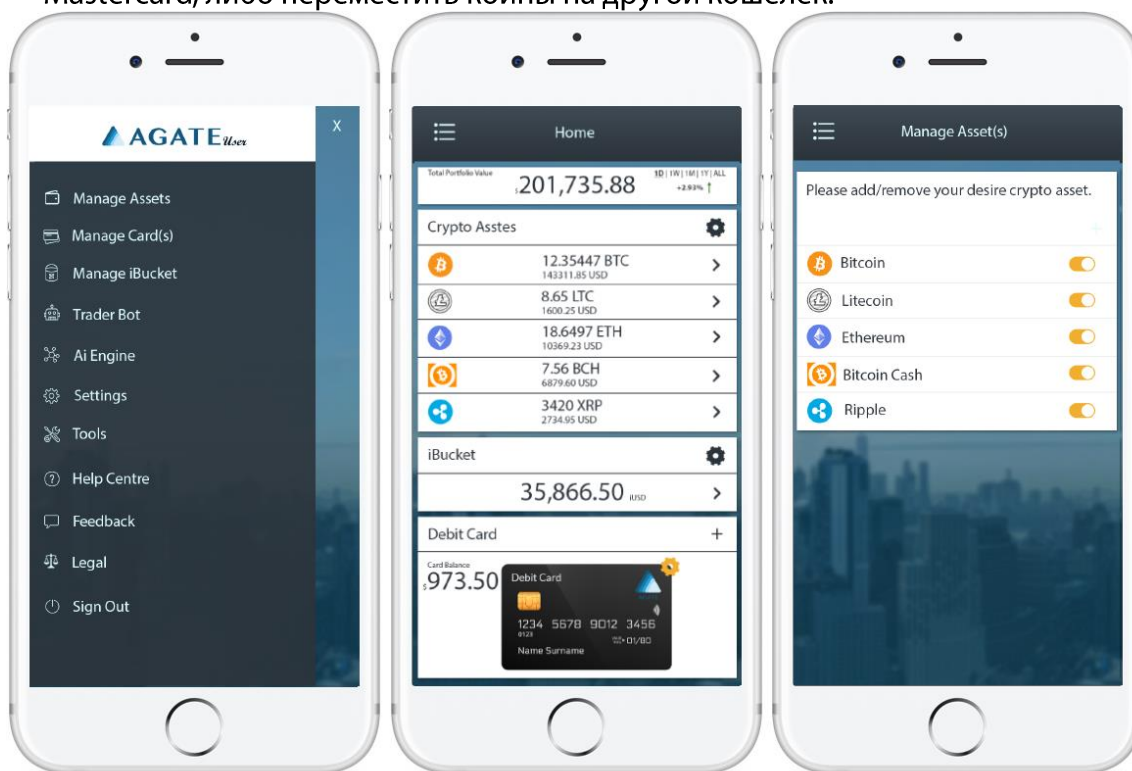 Mastercard, либо переместить койны на другой кошелек.
AGATE User
X
Manage Assets
Manage Card(s)
Manage iBucket
Trader Bot
Ai Engine
Settings
Tools
Help Centre
Feedback
Legal
Sign Out
Home
Total Portfolio Value
$201,735.88
1D | 1W | 1M | 1Y | ALL
+2.93% ↑
Crypto Asstes
12.35447 BTC
143311.85 USD
8.65 LTC
1600.25 USD
18.6497 ETH
10369.23 USD
7.56 BCH
6879.60 USD
3420 XRP
2734.95 USD
iBucket
35,866.50 iUSD
Debit Card +
Card Balance
$973.50
Debit Card
1234 5678 9012 3456
0123
01/80
Name Surname
Manage Asset(s)
Please add/remove your desire crypto asset.
+
Bitcoin
Litecoin
Ethereum
Bitcoin Cash
Ripple